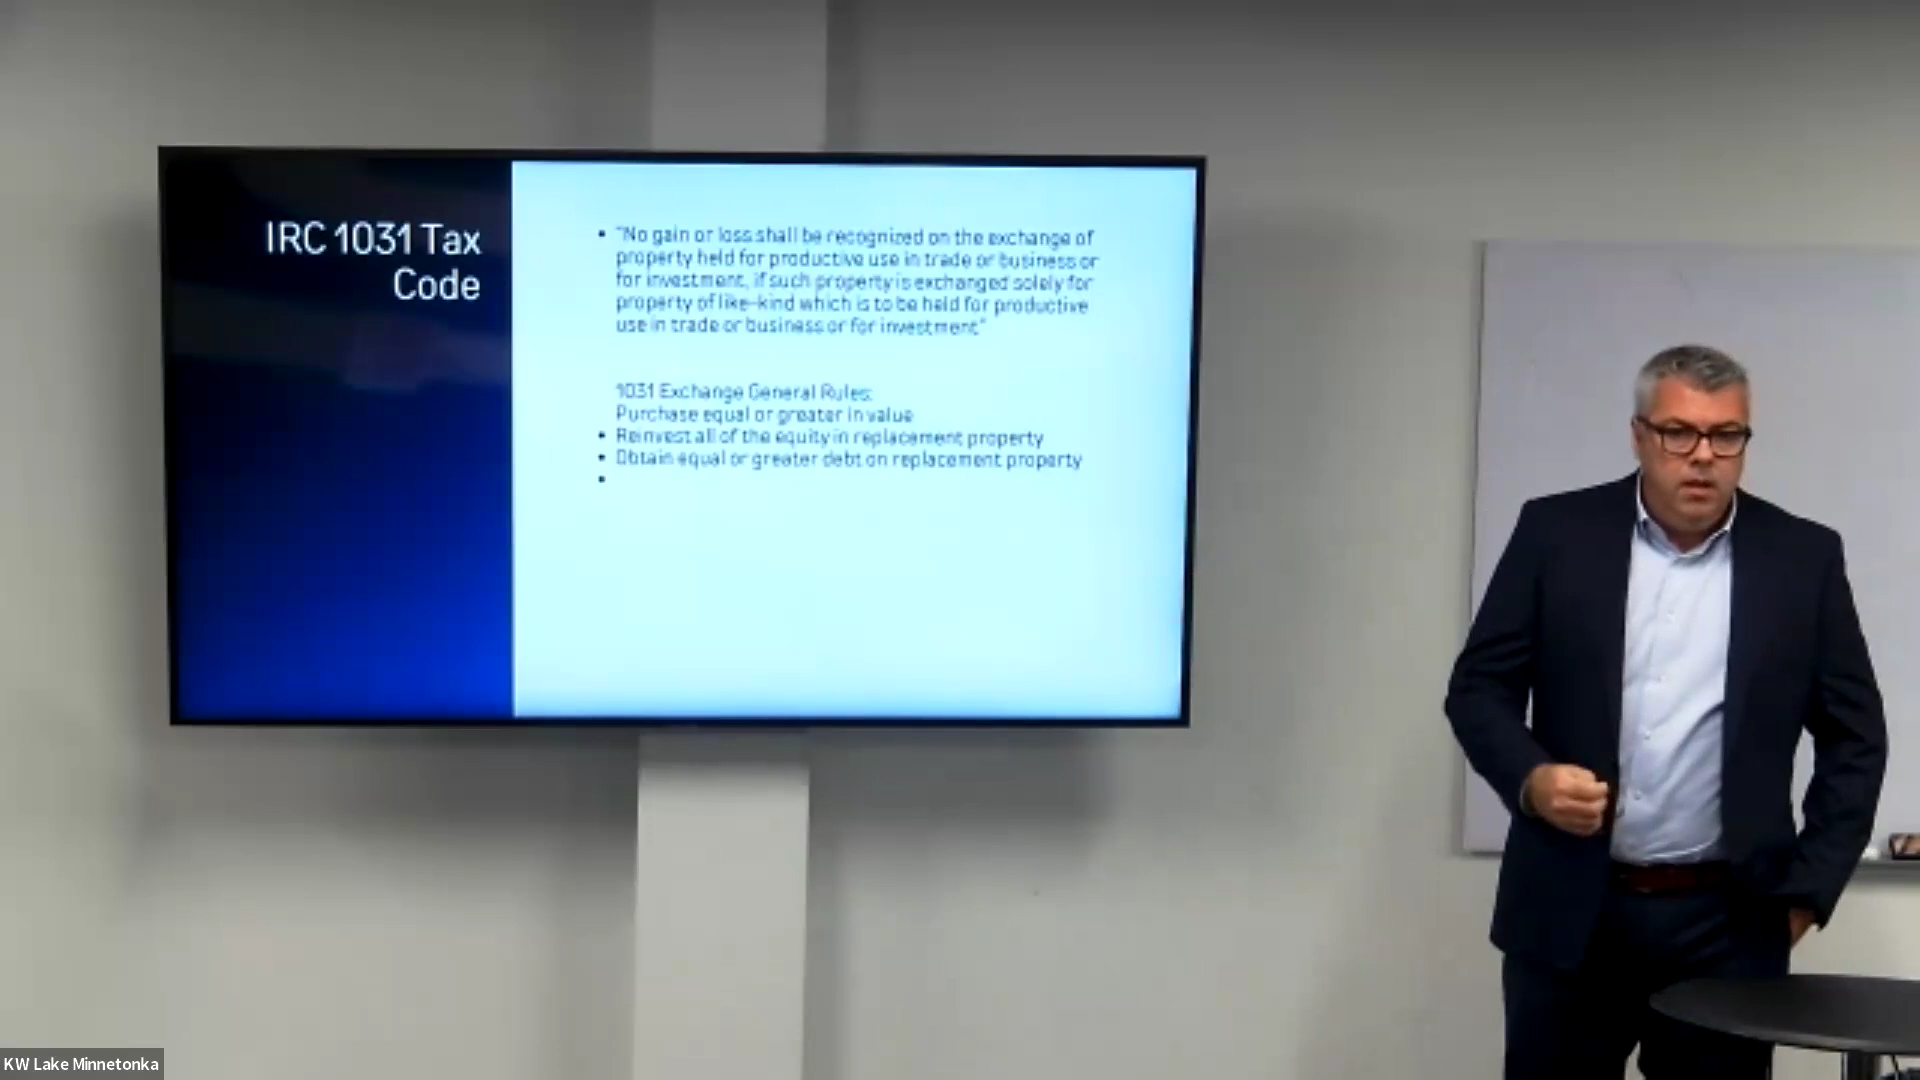 IRC 1031 Tax
Code
• "No gain or loss shall be recognized on the exchange of
property held for productive use in trade or business or
for investment, if such property is exchanged solely for
property of like-kind which is to be held for productive
use in trade or business or for investment"
1031 Exchange General Rules:
Purchase equal or greater in value
• Reinvest all of the equity in replacement property
• Obtain equal or greater debt on replacement property
•
KW Lake Minnetonka